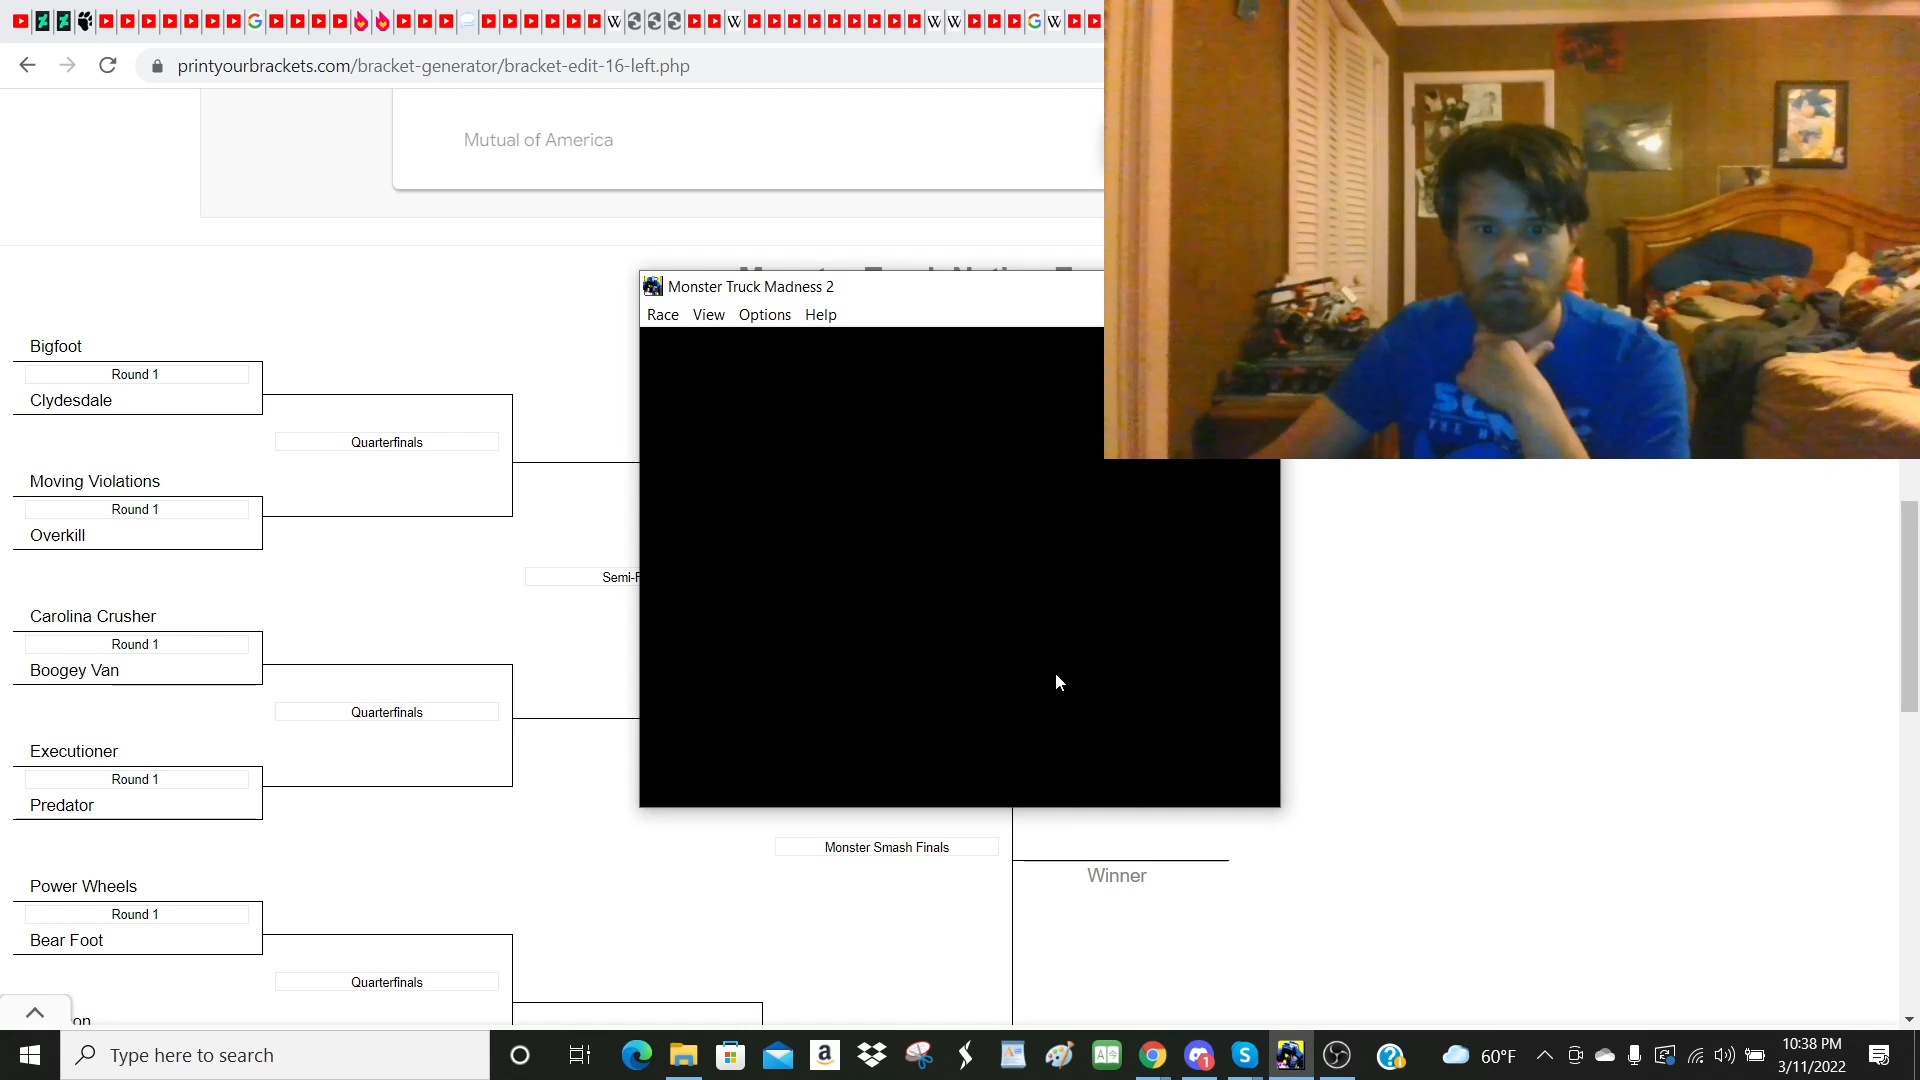 printyourbrackets.com/bracket-generator/bracket-edit-16-left.php
Mutual of America
Monster Truck Madness 2
Race View Options Help
Bigfoot
Round 1
Clydesdale
Quarterfinals
Moving Violations
Round 1
Overkill
Semi-F
Carolina Crusher
Round 1
Boogey Van
Quarterfinals
Executioner
Round 1
Predator
Monster Smash Finals
Winner
Power Wheels
Round 1
Bear Foot
Quarterfinals
on
Type here to search
60°F
10:38 PM
3/11/2022